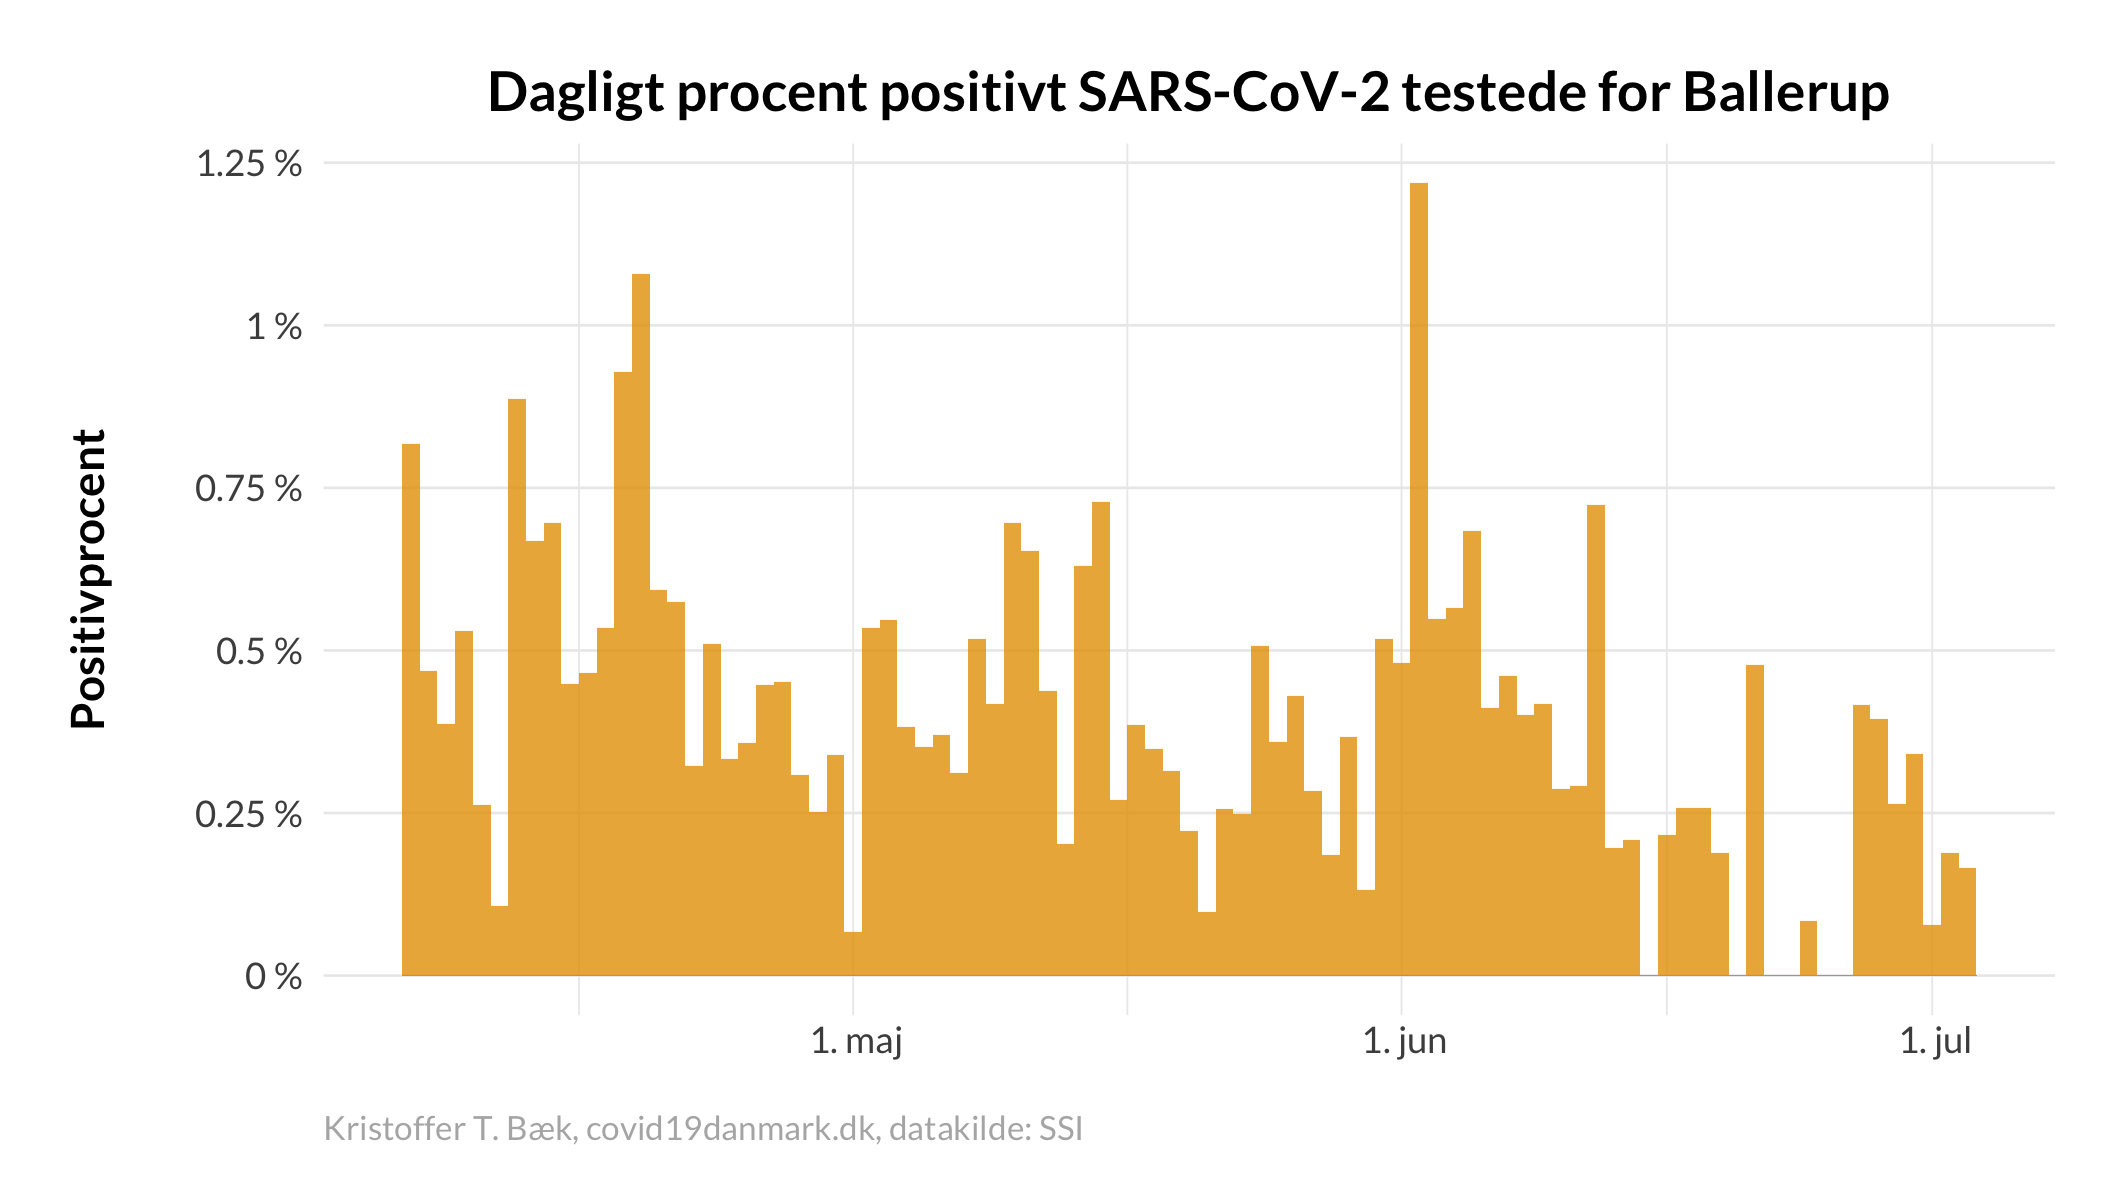 Dagligt procent positivt SARS-CoV-2 testede for Ballerup
Positivprocent
1.25 %
1 %
0.75 %
0.5 %
0.25 %
0 %
1. maj
1. jun
1. jul
Kristoffer T. Bæk, covid19danmark.dk, datakilde: SSI